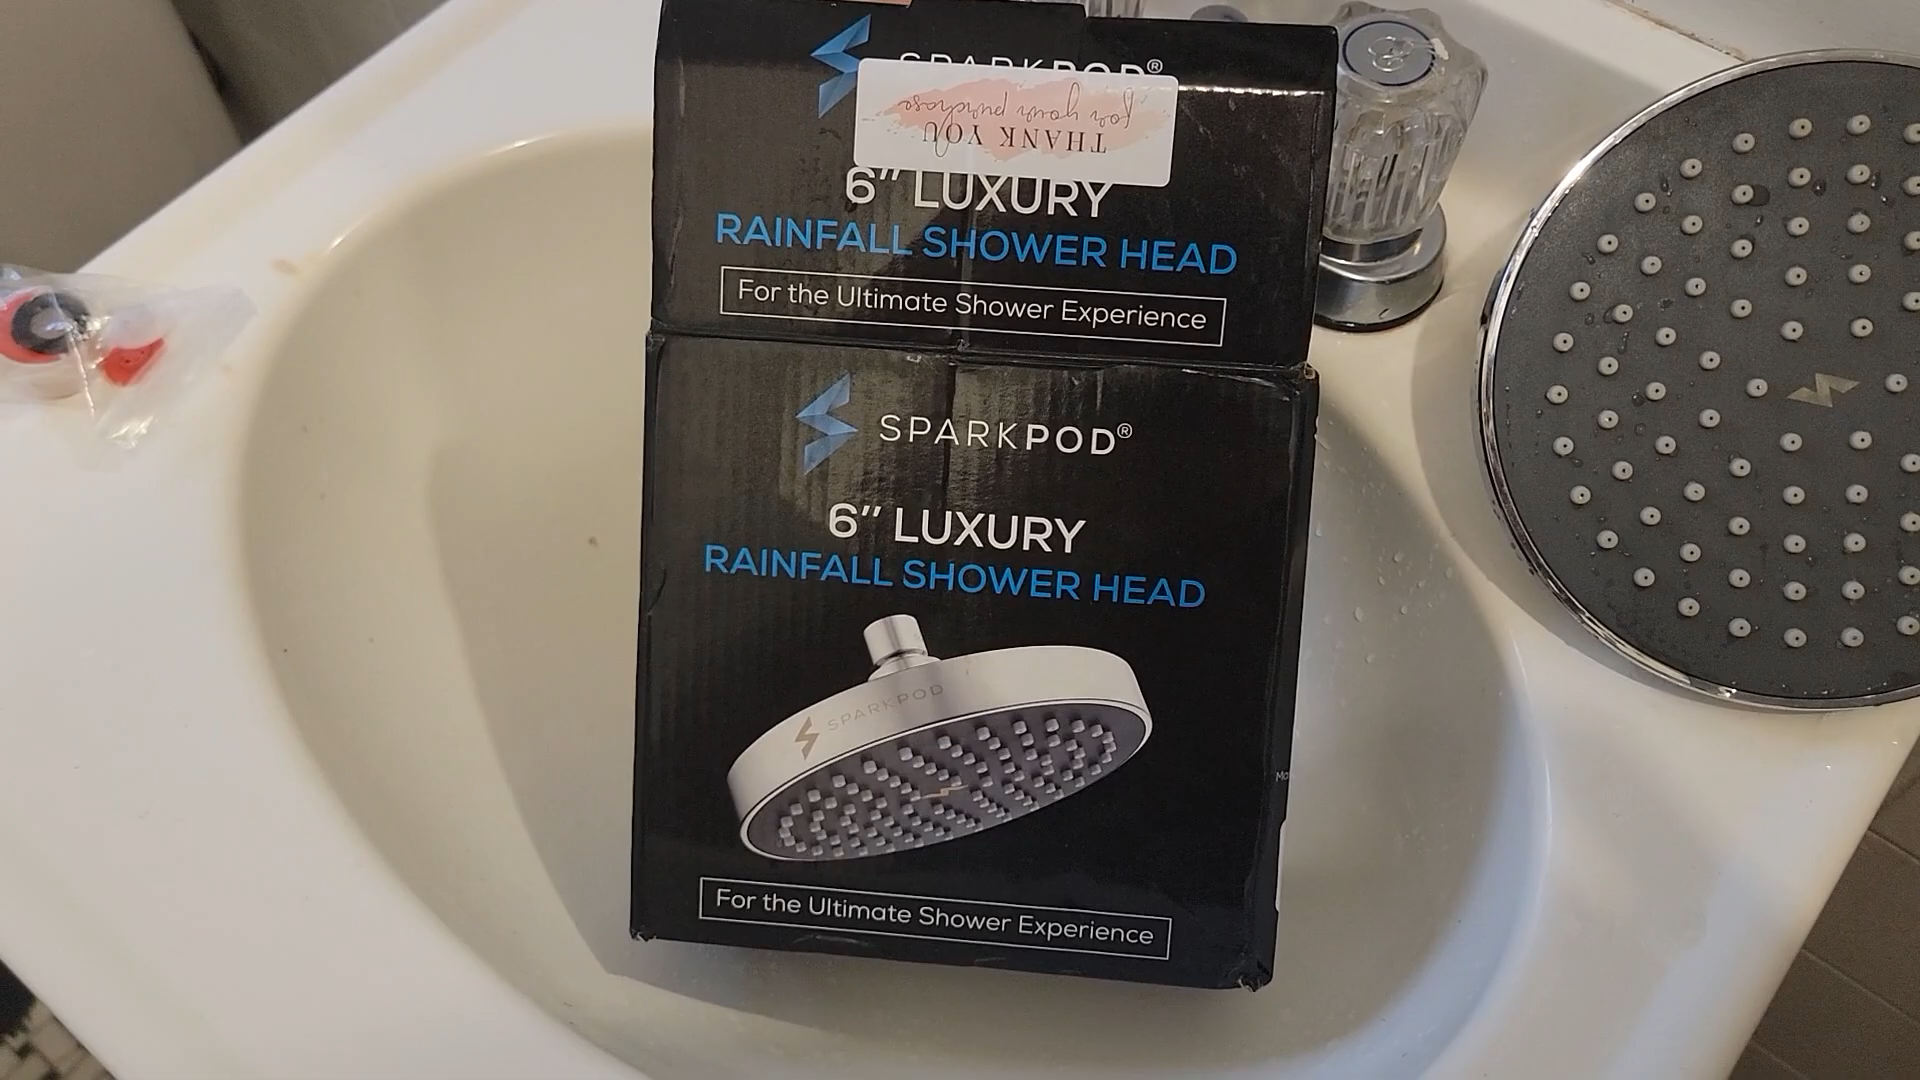 SPARKPOD®
THANK YOU
for your purchase
6" LUXURY
RAINFALL SHOWER HEAD
For the Ultimate Shower Experience
SPARKPOD®
6" LUXURY
RAINFALL SHOWER HEAD
SPARKPOD
For the Ultimate Shower Experience